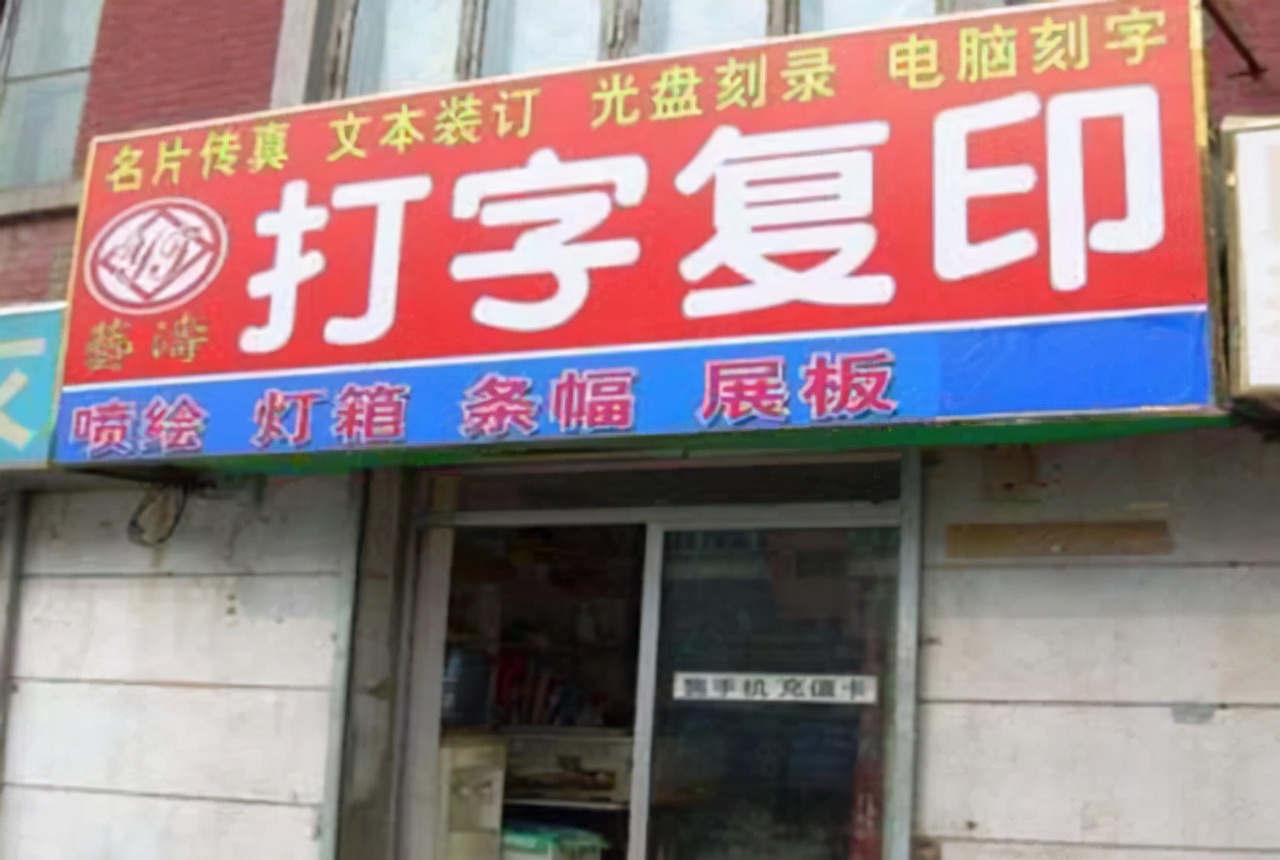 名片传真 文本装订 光盘刻录 电脑刻字
打字复印
藝涛
喷绘 灯箱 条幅 展板
售手机充值卡